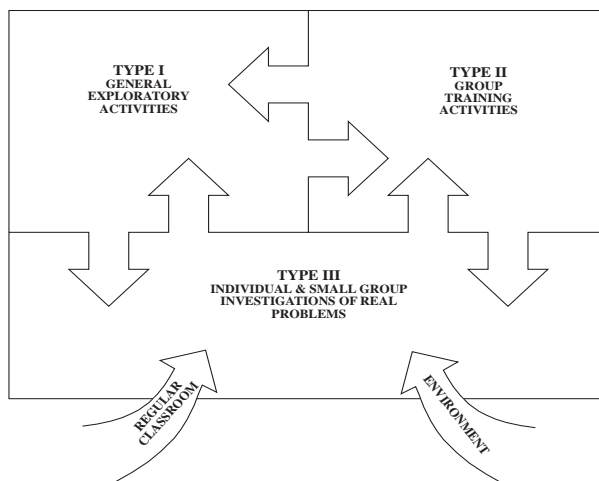 TYPE I
GENERAL
EXPLORATORY
ACTIVITIES
TYPE II
GROUP
TRAINING
ACTIVITIES
TYPE III
INDIVIDUAL & SMALL GROUP
INVESTIGATIONS OF REAL
PROBLEMS
REGULAR
CLASSROOM
ENVIRONMENT